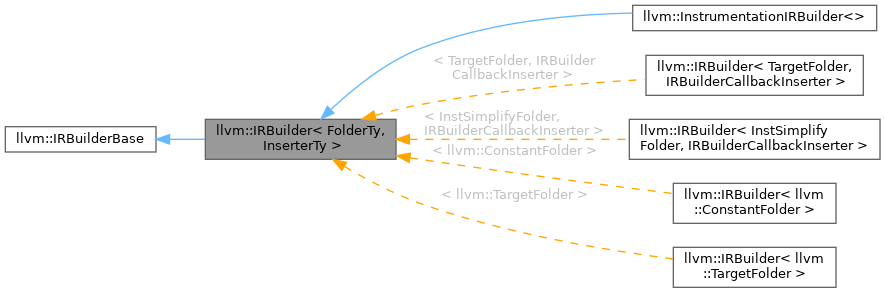 llvm::InstrumentationIRBuilder<>
< TargetFolder, IRBuilder
CallbackInserter >
llvm::IRBuilder< TargetFolder,
IRBuilderCallbackInserter >
llvm::IRBuilderBase
llvm::IRBuilder< FolderTy,
InserterTy >
< InstSimplifyFolder,
IRBuilderCallbackInserter >
llvm::IRBuilder< InstSimplify
Folder, IRBuilderCallbackInserter >
< llvm::ConstantFolder >
llvm::IRBuilder< llvm
::ConstantFolder >
< llvm::TargetFolder >
llvm::IRBuilder< llvm
::TargetFolder >